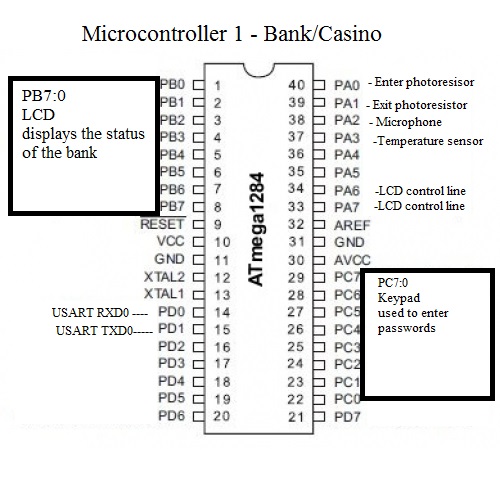 Microcontroller 1 - Bank/Casino
PB7:0
LCD
displays the status
of the bank
PB0 1 40 PA0 - Enter photoresisor
PB1 2 39 PA1 - Exit photoresistor
PB2 3 38 PA2 - Microphone
PB3 4 37 PA3 -Temperature sensor
PB4 5 36 PA4
PB5 6 35 PA5
PB6 7 34 PA6 -LCD control line
PB7 8 33 PA7 -LCD control line
RESET 9 32 AREF
VCC 10 31 GND
GND 11 30 AVCC
XTAL2 12 29 PC7
XTAL1 13 28 PC6
USART RXD0 ---- PD0 14 27 PC5
USART TXD0----- PD1 15 26 PC4
PD2 16 25 PC3
PD3 17 24 PC2
PD4 18 23 PC1
PD5 19 22 PC0
PD6 20 21 PD7
ATmega1284
PC7:0
Keypad
used to enter
passwords